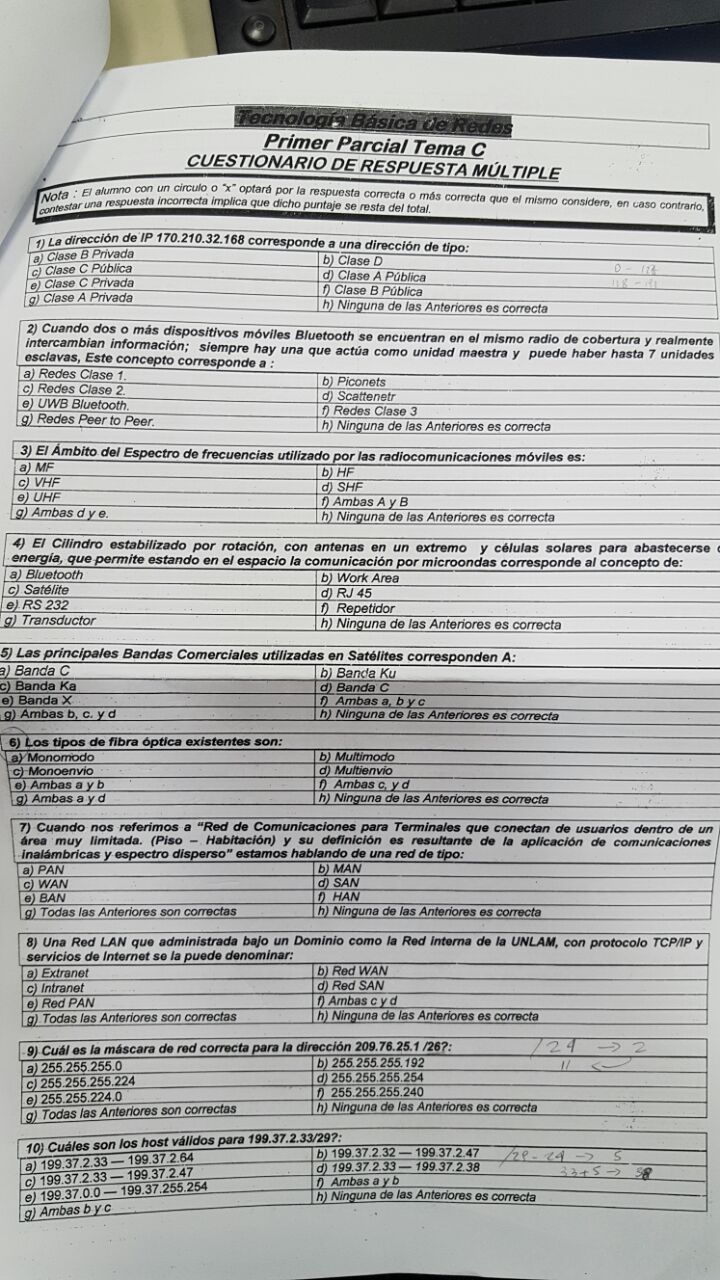 Tecnología Básica de Redes
Primer Parcial Tema C
CUESTIONARIO DE RESPUESTA MÚLTIPLE
Nota : El alumno con un circulo o "x" optará por la respuesta correcta o más correcta que el mismo considere, en caso contrario,
contestar una respuesta incorrecta implica que dicho puntaje se resta del total.
1) La dirección de IP 170.210.32.168 corresponde a una dirección de tipo:
a) Clase B Privada b) Clase D
c) Clase C Pública d) Clase A Pública
e) Clase C Privada f) Clase B Pública
g) Clase A Privada h) Ninguna de las Anteriores es correcta
2) Cuando dos o más dispositivos móviles Bluetooth se encuentran en el mismo radio de cobertura y realmente
intercambian información; siempre hay una que actúa como unidad maestra y puede haber hasta 7 unidades
esclavas, Este concepto corresponde a :
a) Redes Clase 1. b) Piconets
c) Redes Clase 2. d) Scattenetr
e) UWB Bluetooth. f) Redes Clase 3
g) Redes Peer to Peer. h) Ninguna de las Anteriores es correcta
3) El Ámbito del Espectro de frecuencias utilizado por las radiocomunicaciones móviles es:
a) MF b) HF
c) VHF d) SHF
e) UHF f) Ambas A y B
g) Ambas d y e. h) Ninguna de las Anteriores es correcta
4) El Cilindro estabilizado por rotación, con antenas en un extremo y células solares para abastecerse
energía, que permite estando en el espacio la comunicación por microondas corresponde al concepto de:
a) Bluetooth b) Work Area
c) Satélite d) RJ 45
e) RS 232 f) Repetidor
g) Transductor h) Ninguna de las Anteriores es correcta
5) Las principales Bandas Comerciales utilizadas en Satélites corresponden A:
a) Banda C b) Banda Ku
c) Banda Ka d) Banda C
e) Banda X f) Ambas a, b y c
g) Ambas b, c. y d h) Ninguna de las Anteriores es correcta
6) Los tipos de fibra óptica existentes son:
a) Monomodo b) Multimodo
c) Monoenvio d) Multienvio
e) Ambas a y b f) Ambas c, y d
g) Ambas a y d h) Ninguna de las Anteriores es correcta
7) Cuando nos referimos a "Red de Comunicaciones para Terminales que conectan de usuarios dentro de un
área muy limitada. (Piso – Habitación) y su definición es resultante de la aplicación de comunicaciones
inalámbricas y espectro disperso" estamos hablando de una red de tipo:
a) PAN b) MAN
c) WAN d) SAN
e) BAN f) HAN
g) Todas las Anteriores son correctas h) Ninguna de las Anteriores es correcta
8) Una Red LAN que administrada bajo un Dominio como la Red interna de la UNLAM, con protocolo TCP/IP y
servicios de Internet se la puede denominar:
a) Extranet b) Red WAN
c) Intranet d) Red SAN
e) Red PAN f) Ambas c y d
g) Todas las Anteriores son correctas h) Ninguna de las Anteriores es correcta
9) Cuál es la máscara de red correcta para la dirección 209.76.25.1 /26?: /24 → 2
a) 255.255.255.0 b) 255.255.255.192 11
c) 255.255.255.224 d) 255.255.255.254
e) 255.255.224.0 f) 255.255.255.240
g) Todas las Anteriores son correctas h) Ninguna de las Anteriores es correcta
10) Cuáles son los host válidos para 199.37.2.33/29?:
a) 199.37.2.33 — 199.37.2.64 b) 199.37.2.32 — 199.37.2.47 /29 - 24 → 5
c) 199.37.2.33 — 199.37.2.47 d) 199.37.2.33 — 199.37.2.38 33+5 →
e) 199.37.0.0 — 199.37.255.254 f) Ambas a y b
g) Ambas b y c h) Ninguna de las Anteriores es correcta